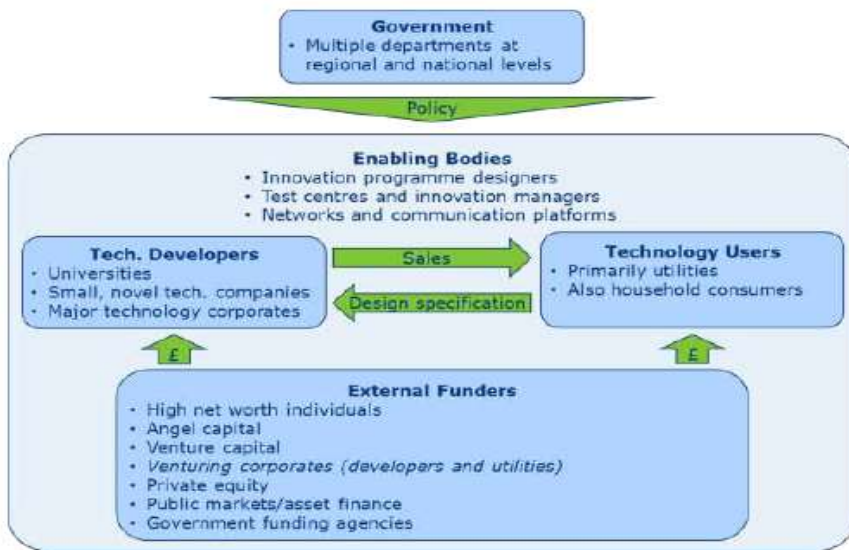 Government
• Multiple departments at
regional and national levels
Policy
Enabling Bodies
• Innovation programme designers
• Test centres and innovation managers
• Networks and communication platforms
Tech. Developers
• Universities
• Small, novel tech. companies
• Major technology corporates
Sales
Design specification
Technology Users
• Primarily utilities
• Also household consumers
£
£
External Funders
• High net worth individuals
• Angel capital
• Venture capital
• Venturing corporates (developers and utilities)
• Private equity
• Public markets/asset finance
• Government funding agencies